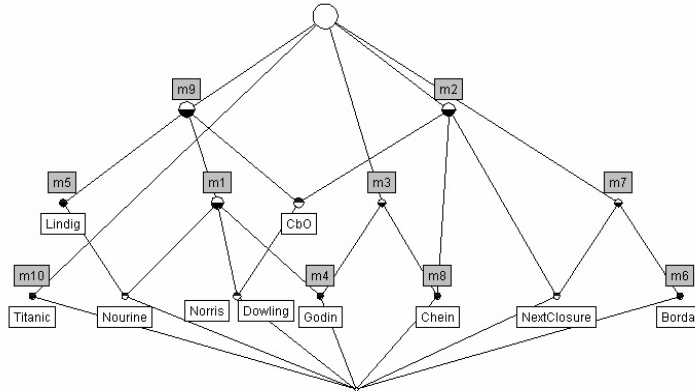 m9
m2
m5
m1
m3
m7
Lindig
CbO
m10
m4
m8
m6
Titanic
Nourine
Norris
Dowling
Godin
Chein
NextClosure
Borda